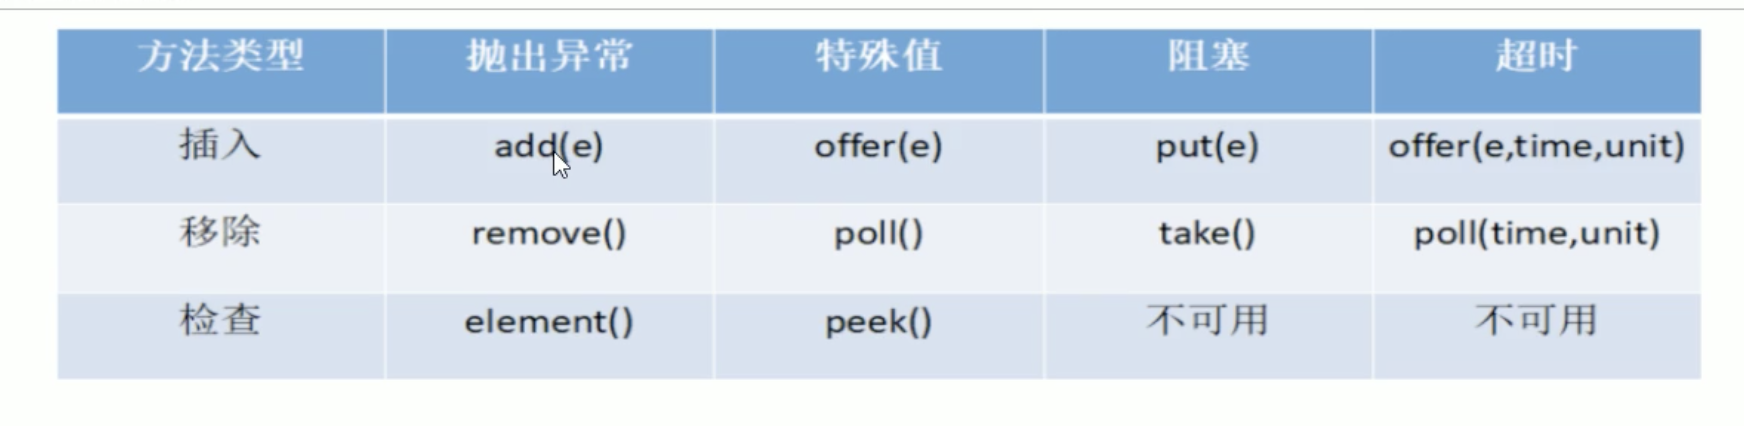 方法类型 抛出异常 特殊值 阻塞 超时
插入 add(e) offer(e) put(e) offer(e,time,unit)
移除 remove() poll() take() poll(time,unit)
检查 element() peek() 不可用 不可用